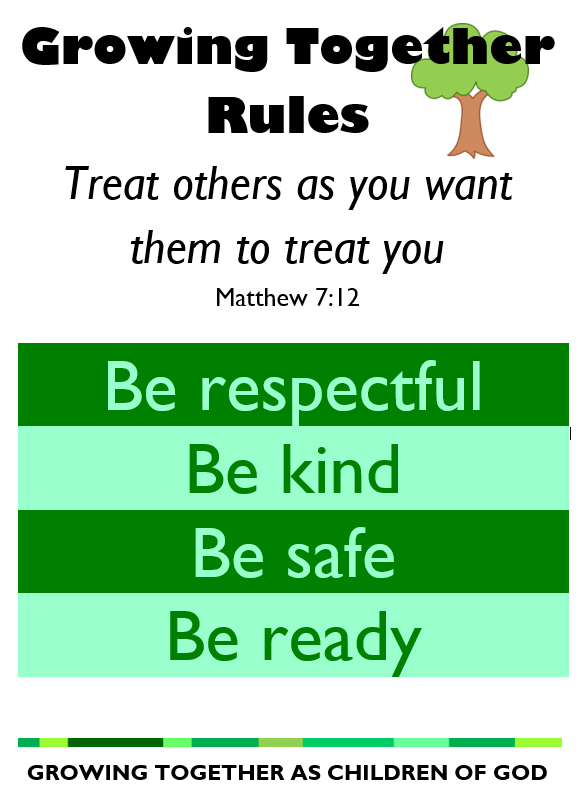 Growing Together
Rules
Treat others as you want
them to treat you
Matthew 7:12
Be respectful
Be kind
Be safe
Be ready
GROWING TOGETHER AS CHILDREN OF GOD